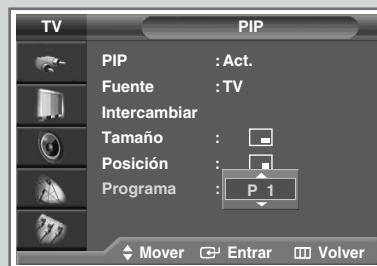 TV PIP
PIP : Act.
Fuente : TV
Intercambiar
Tamaño :
Posición :
Programa : P 1
Mover Entrar Volver